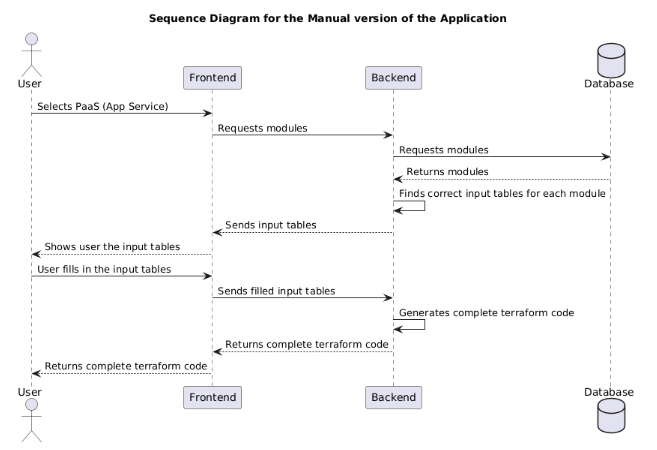 Sequence Diagram for the Manual version of the Application
User
Frontend
Backend
Database
Selects PaaS (App Service)
Requests modules
Requests modules
Returns modules
Finds correct input tables for each module
Sends input tables
Shows user the input tables
User fills in the input tables
Sends filled input tables
Generates complete terraform code
Returns complete terraform code
Returns complete terraform code
User
Frontend
Backend
Database